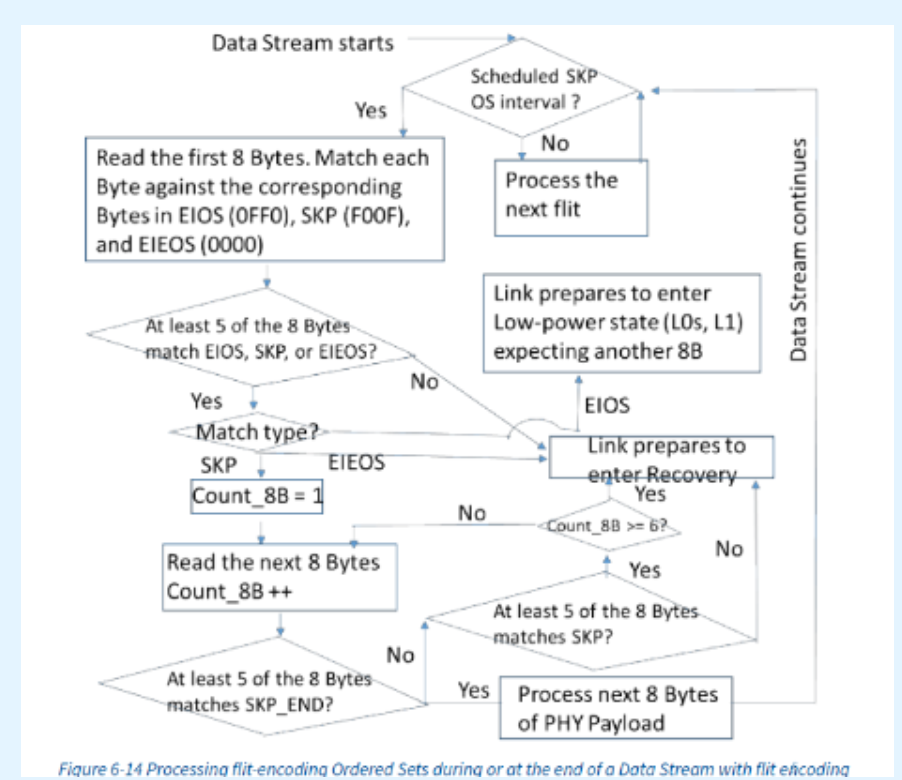 Data Stream starts
Scheduled SKP
OS interval ?
Yes
No
Read the first 8 Bytes. Match each
Byte against the corresponding
Bytes in EIOS (0FF0), SKP (F00F),
and EIEOS (0000)
Process the
next flit
Data Stream continues
Link prepares to enter
Low-power state (L0s, L1)
expecting another 8B
At least 5 of the 8 Bytes
match EIOS, SKP, or EIEOS?
No
Yes
EIOS
Match type?
Link prepares to
enter Recovery
SKP
EIEOS
Count_8B = 1
Yes
No
Count_8B >= 6?
No
Read the next 8 Bytes
Count_8B ++
Yes
At least 5 of the 8 Bytes
matches SKP?
No
At least 5 of the 8 Bytes
matches SKP_END?
Yes
Process next 8 Bytes
of PHY Payload
Figure 6-14 Processing flit-encoding Ordered Sets during or at the end of a Data Stream with flit encoding